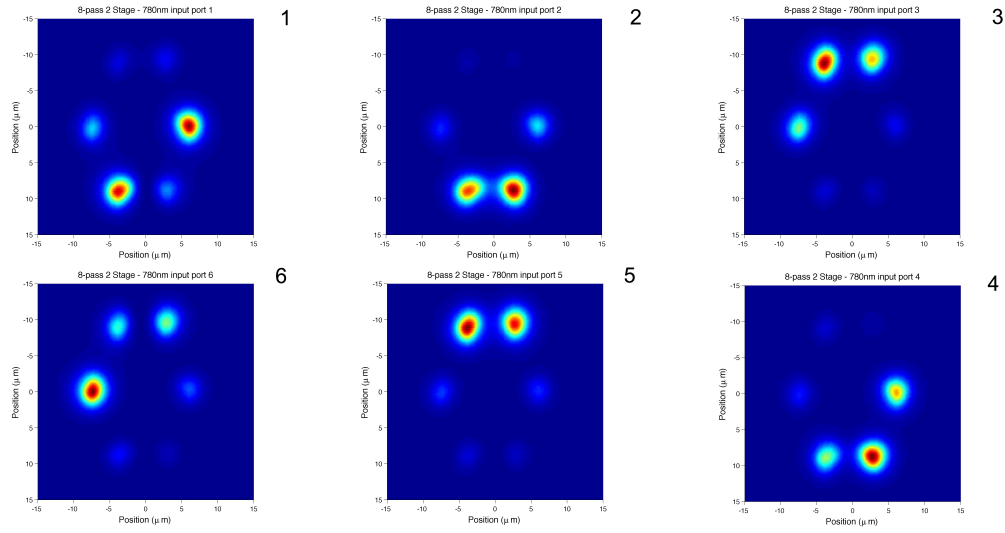 8-pass 2 Stage - 780nm input port 1
1
-15
-10
-5
0
5
10
15
Position (μ m)
-15 -10 -5 0 5 10 15
Position (μ m)
8-pass 2 Stage - 780nm input port 2
2
-15
-10
-5
0
5
10
15
Position (μ m)
-15 -10 -5 0 5 10 15
Position (μ m)
8-pass 2 Stage - 780nm input port 3
3
-15
-10
-5
0
5
10
15
Position (μ m)
-15 -10 -5 0 5 10 15
Position (μ m)
8-pass 2 Stage - 780nm input port 6
6
-15
-10
-5
0
5
10
15
Position (μ m)
-15 -10 -5 0 5 10 15
Position (μ m)
8-pass 2 Stage - 780nm input port 5
5
-15
-10
-5
0
5
10
15
Position (μ m)
-15 -10 -5 0 5 10 15
Position (μ m)
8-pass 2 Stage - 780nm input port 4
4
-15
-10
-5
0
5
10
15
Position (μ m)
-15 -10 -5 0 5 10 15
Position (μ m)